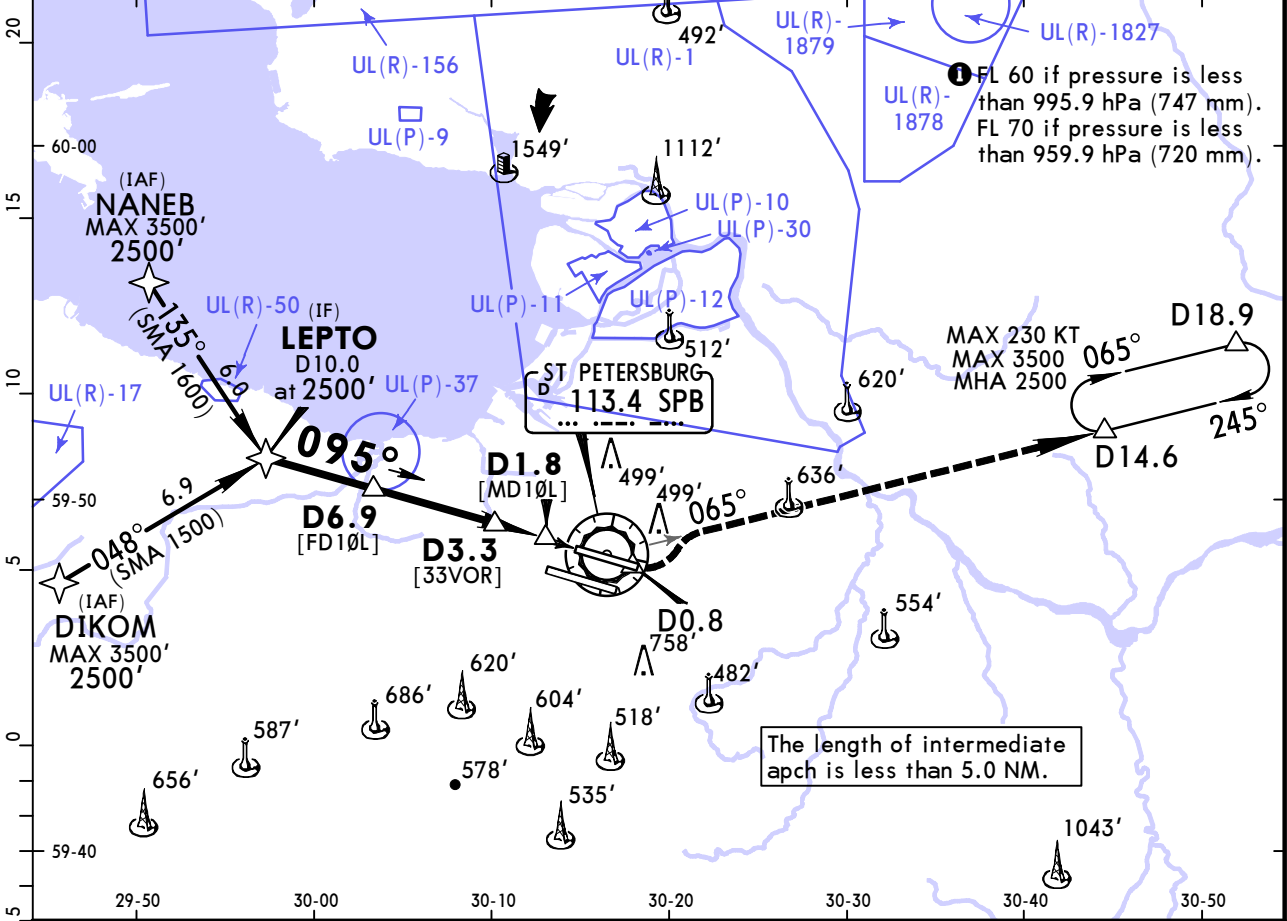 20
492'
UL(R)-156
UL(R)-1
UL(R)-
1879
UL(R)-1827
UL(R)-
1878
UL(P)-9
i FL 60 if pressure is less
than 995.9 hPa (747 mm).
FL 70 if pressure is less
than 959.9 hPa (720 mm).
60-00
1549'
1112'
(IAF)
NANEB
MAX 3500'
2500'
15
UL(P)-10
UL(P)-30
UL(P)-11
UL(P)-12
512'
135°
(SMA 1600)
6.0
UL(R)-50
(IF)
LEPTO
D10.0
at 2500'
UL(P)-37
UL(R)-17
10
ST PETERSBURG
D 113.4 SPB
620'
MAX 230 KT
MAX 3500
MHA 2500
065°
D18.9
245°
D14.6
095°
D1.8
[MD10L]
499'
499'
065°
636'
59-50
6.9
048°
(SMA 1500)
D6.9
[FD10L]
D3.3
[33VOR]
5
(IAF)
DIKOM
MAX 3500'
2500'
D0.8
758'
554'
620'
686'
604'
518'
482'
587'
0
578'
656'
535'
The length of intermediate
apch is less than 5.0 NM.
1043'
59-40
5
29-50
30-00
30-10
30-20
30-30
30-40
30-50